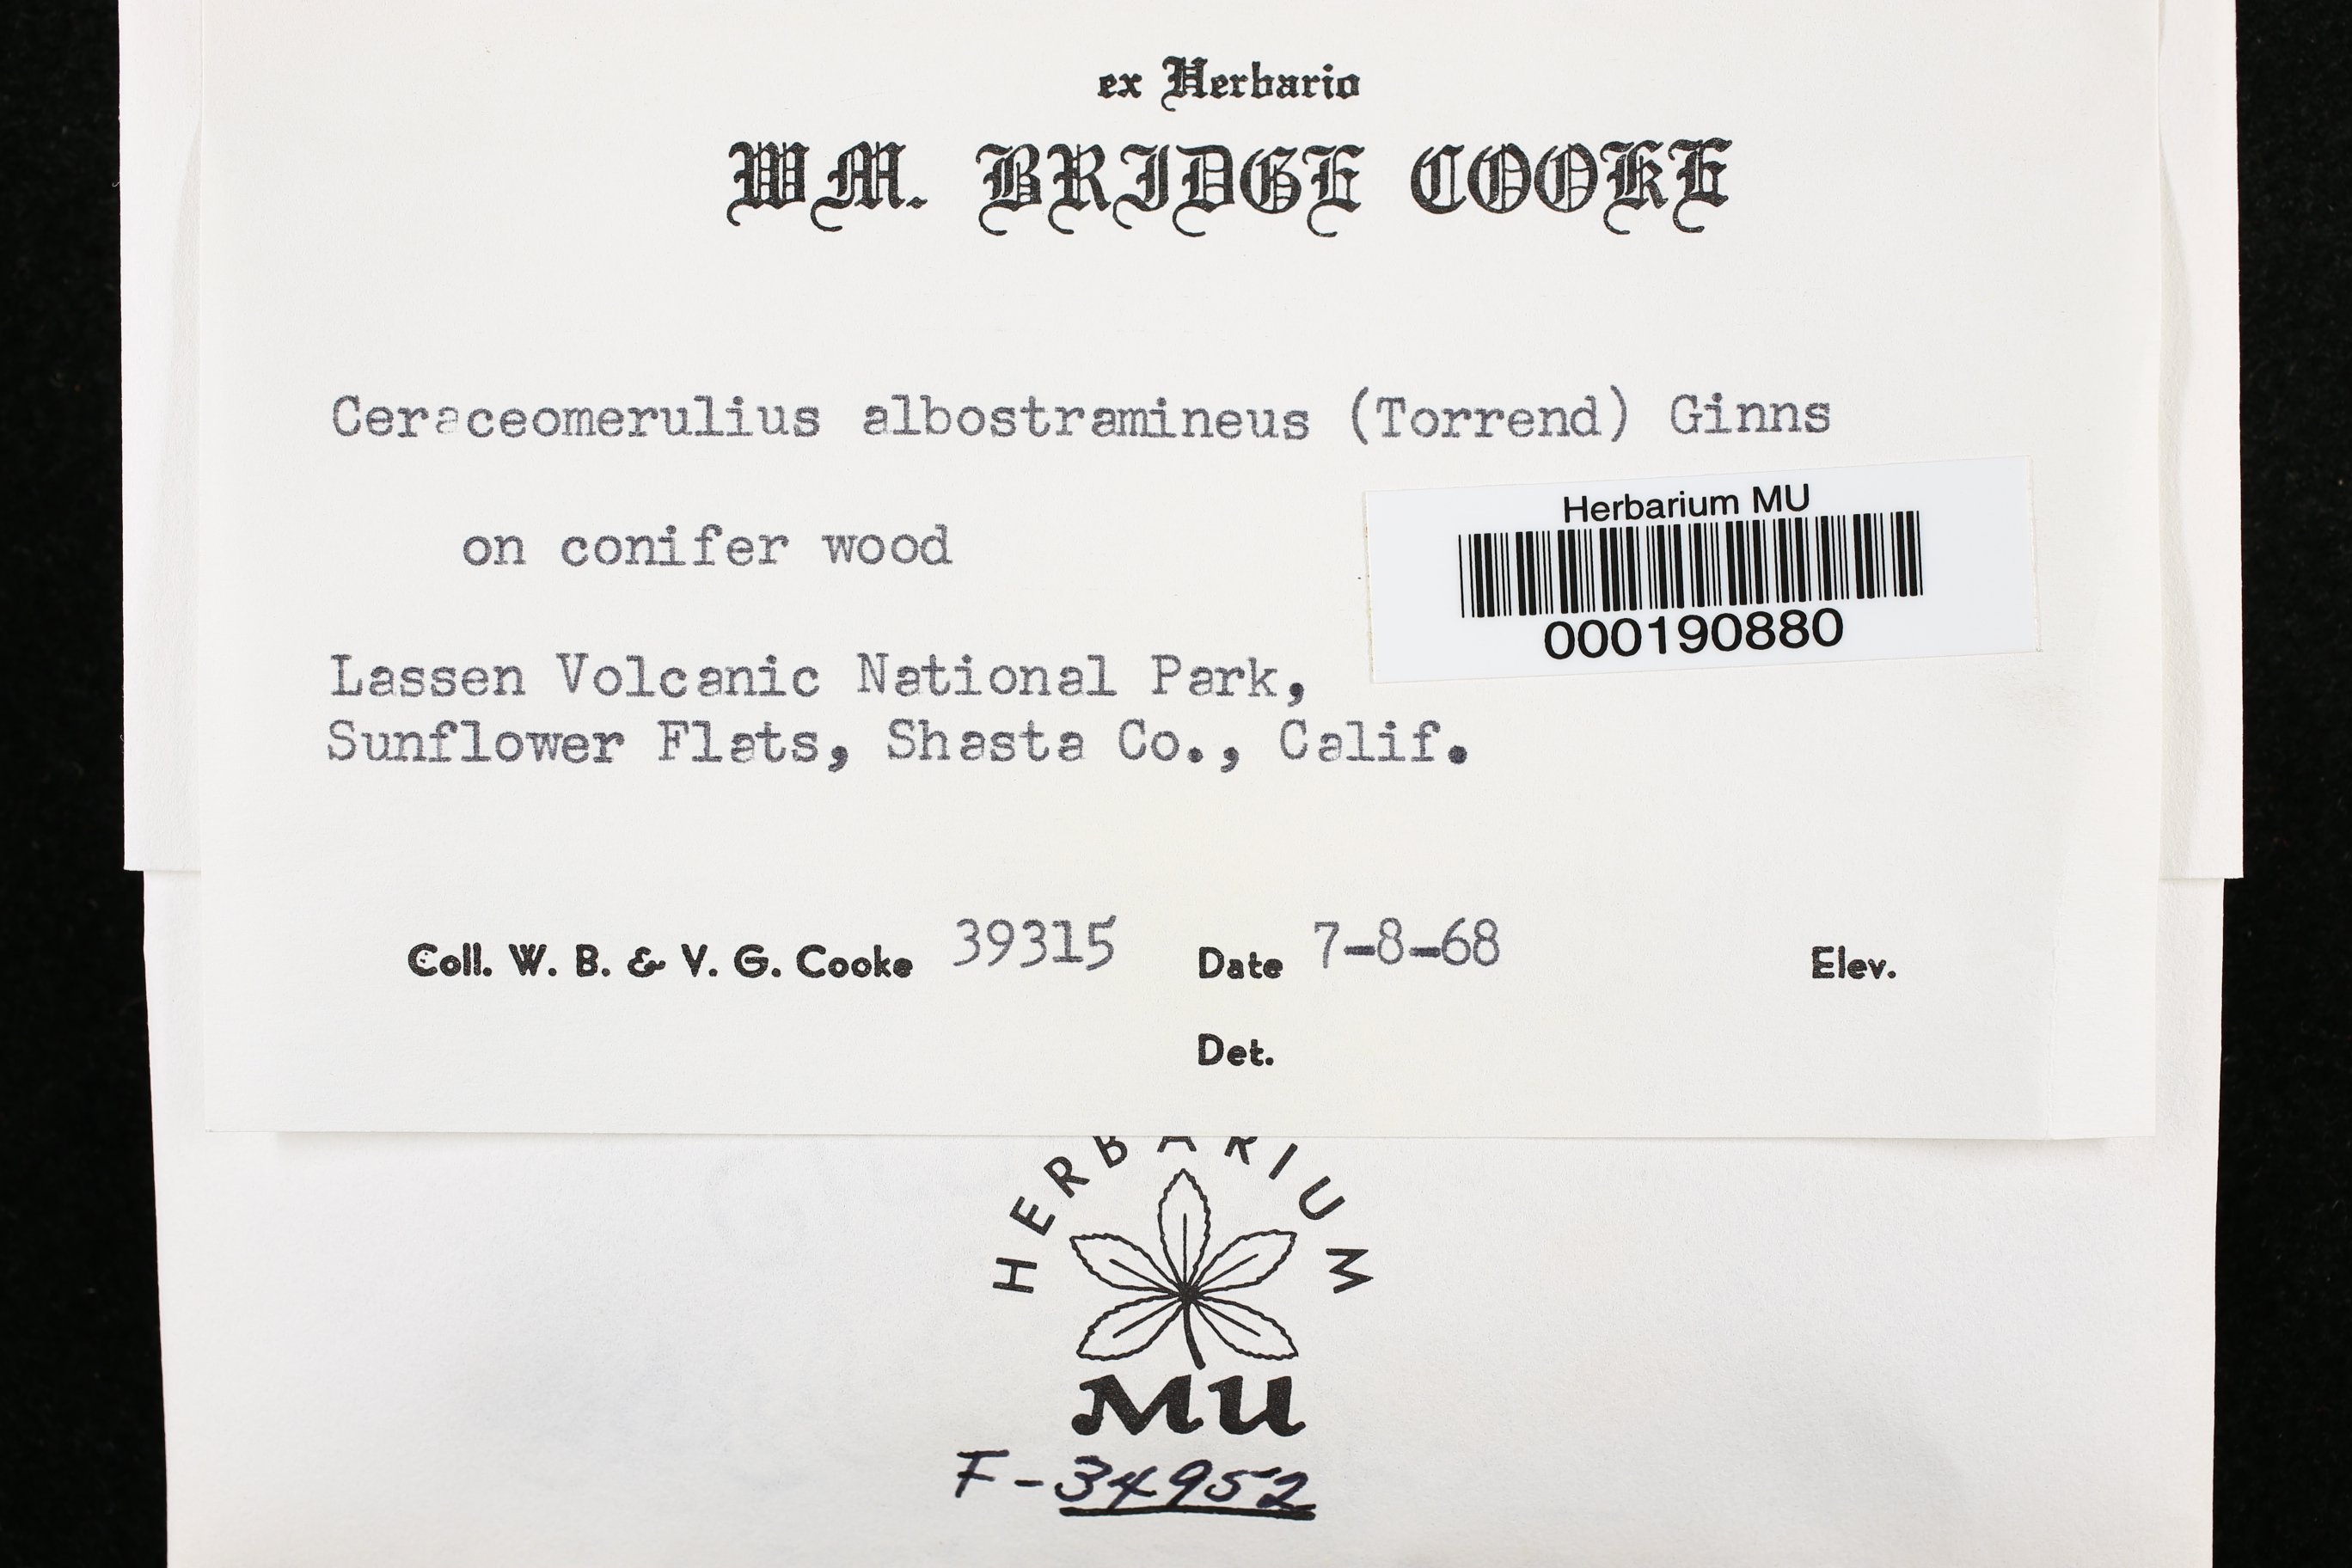 ex Herbario
WM. BRIDGE COOKE
Ceraceomerulius albostramineus (Torrend) Ginns
on conifer wood
Herbarium MU
000190880
Lassen Volcanic National Park,
Sunflower Flats, Shasta Co., Calif.
Coll. W. B. & V. G. Cooke 39315 Date 7-8-68 Elev.
Det.
HERBARIUM
MU
F-34952